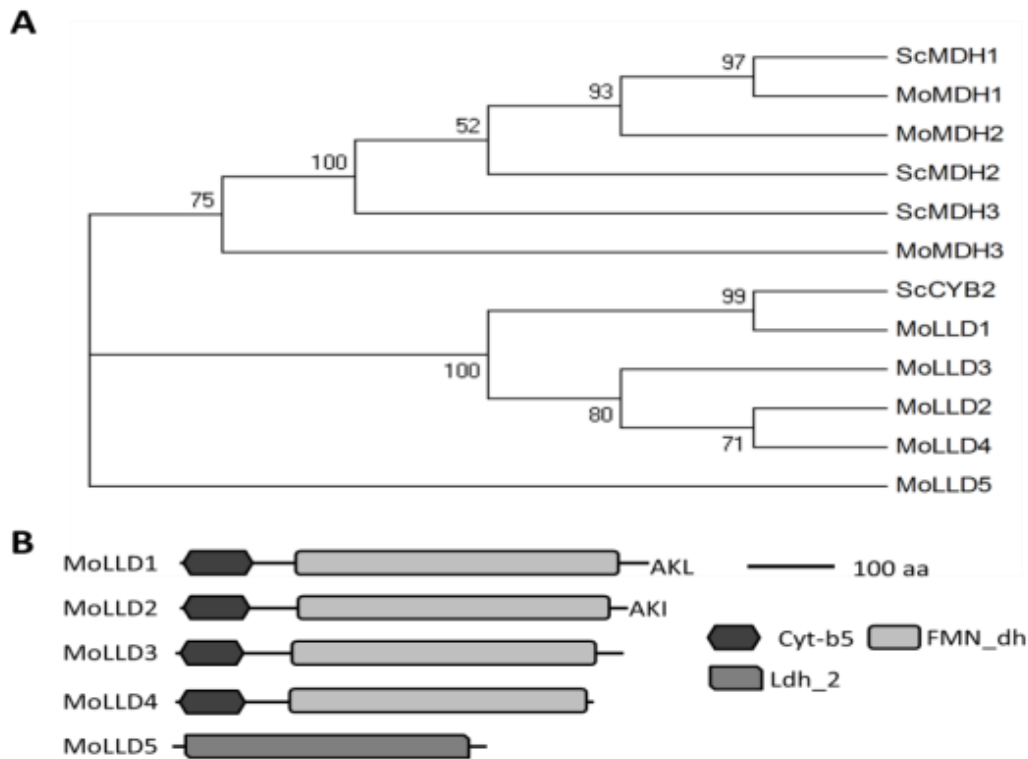 A
ScMDH1
97
MoMDH1
93
MoMDH2
52
ScMDH2
100
ScMDH3
75
MoMDH3
ScCYB2
99
MoLLD1
100
MoLLD3
80
MoLLD2
71
MoLLD4
MoLLD5
B
MoLLD1 AKL 100 aa
MoLLD2 AKI
Cyt-b5 FMN_dh
MoLLD3
Ldh_2
MoLLD4
MoLLD5